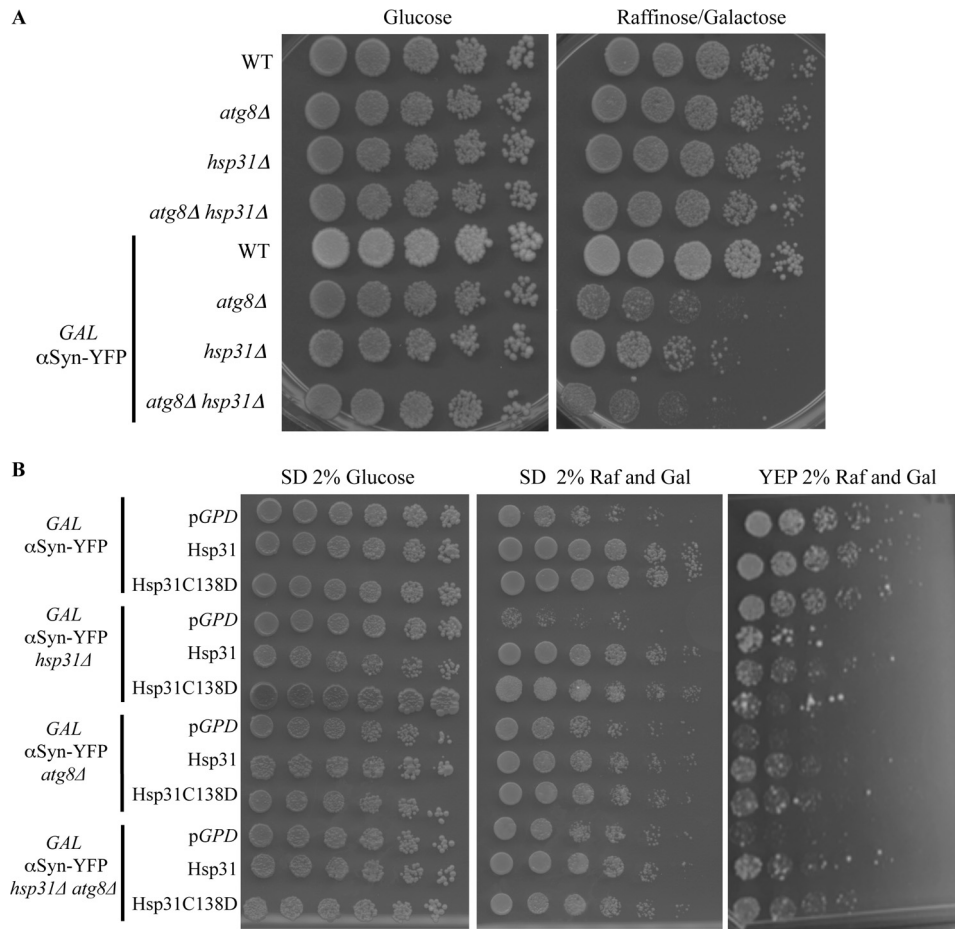 A
Glucose
Raffinose/Galactose
WT
atg8Δ
hsp31Δ
atg8Δ hsp31Δ
WT
atg8Δ
hsp31Δ
atg8Δ hsp31Δ
GAL
αSyn-YFP
B
SD 2% Glucose
SD 2% Raf and Gal
YEP 2% Raf and Gal
GAL
αSyn-YFP
pGPD
Hsp31
Hsp31C138D
GAL
αSyn-YFP
hsp31Δ
pGPD
Hsp31
Hsp31C138D
GAL
αSyn-YFP
atg8Δ
pGPD
Hsp31
Hsp31C138D
GAL
αSyn-YFP
hsp31Δ atg8Δ
pGPD
Hsp31
Hsp31C138D